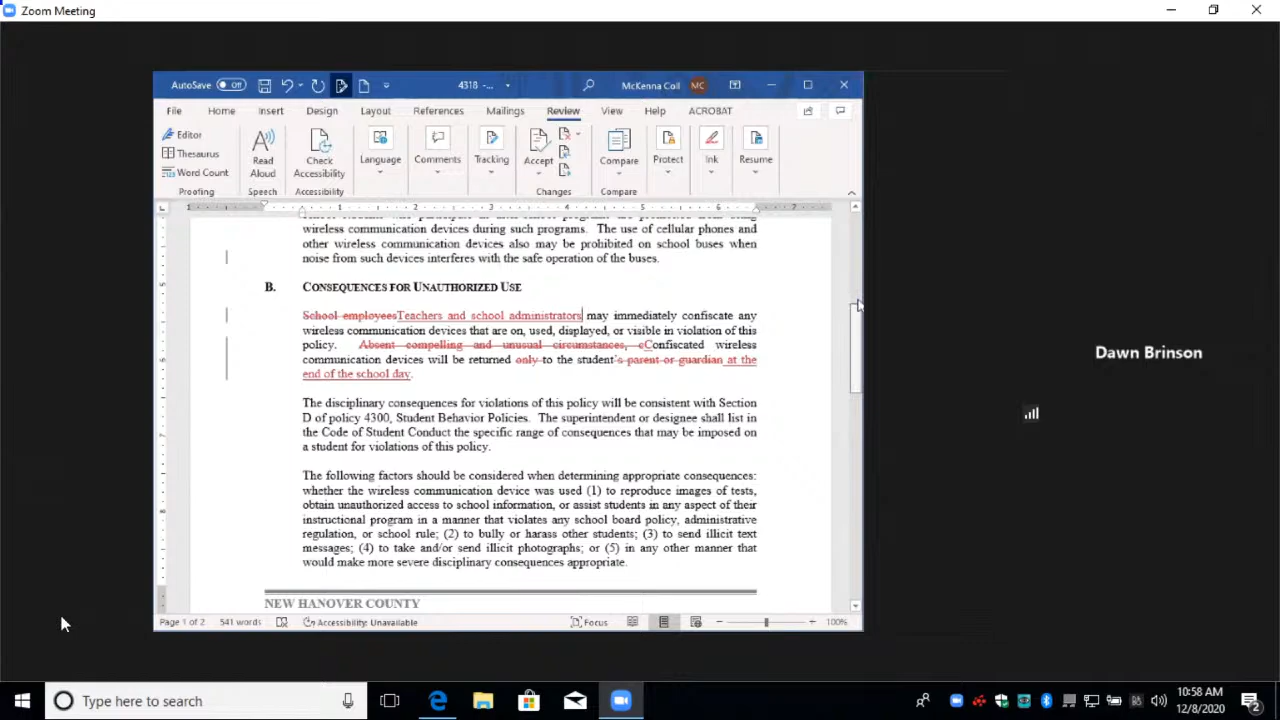 Zoom Meeting
AutoSave Off 4318 -... McKenna Coll MC
File Home Insert Design Layout References Mailings Review View Help ACROBAT
Editor
Thesaurus
Word Count
Proofing
Read Aloud
Speech
Check Accessibility
Accessibility
Language
Comments
Tracking
Accept
Changes
Compare
Compare
Protect
Ink
Resume
wireless communication devices during such programs. The use of cellular phones and
other wireless communication devices also may be prohibited on school buses when
noise from such devices interferes with the safe operation of the buses.
B. CONSEQUENCES FOR UNAUTHORIZED USE
School employeesTeachers and school administrators may immediately confiscate any
wireless communication devices that are on, used, displayed, or visible in violation of this
policy. Absent compelling and unusual circumstances, cConfiscated wireless
communication devices will be returned only to the student's parent or guardian at the
end of the school day.
The disciplinary consequences for violations of this policy will be consistent with Section
D of policy 4300, Student Behavior Policies. The superintendent or designee shall list in
the Code of Student Conduct the specific range of consequences that may be imposed on
a student for violations of this policy.
The following factors should be considered when determining appropriate consequences:
whether the wireless communication device was used (1) to reproduce images of tests,
obtain unauthorized access to school information, or assist students in any aspect of their
instructional program in a manner that violates any school board policy, administrative
regulation, or school rule; (2) to bully or harass other students; (3) to send illicit text
messages; (4) to take and/or send illicit photographs; or (5) in any other manner that
would make more severe disciplinary consequences appropriate.
NEW HANOVER COUNTY
Page 1 of 2 541 words Accessibility: Unavailable Focus 100%
Dawn Brinson
Type here to search
10:58 AM
12/8/2020
2